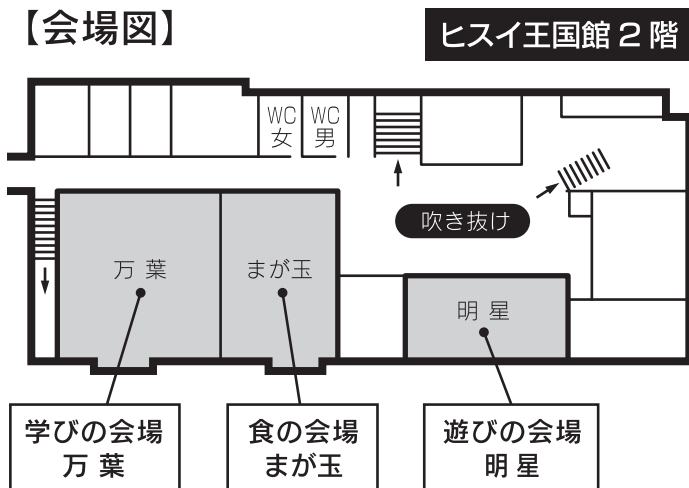 【会場図】
ヒスイ王国館 2 階
WC
女
WC
男
吹き抜け
万 葉
まが玉
明 星
学びの会場
万 葉
食の会場
まが玉
遊びの会場
明 星